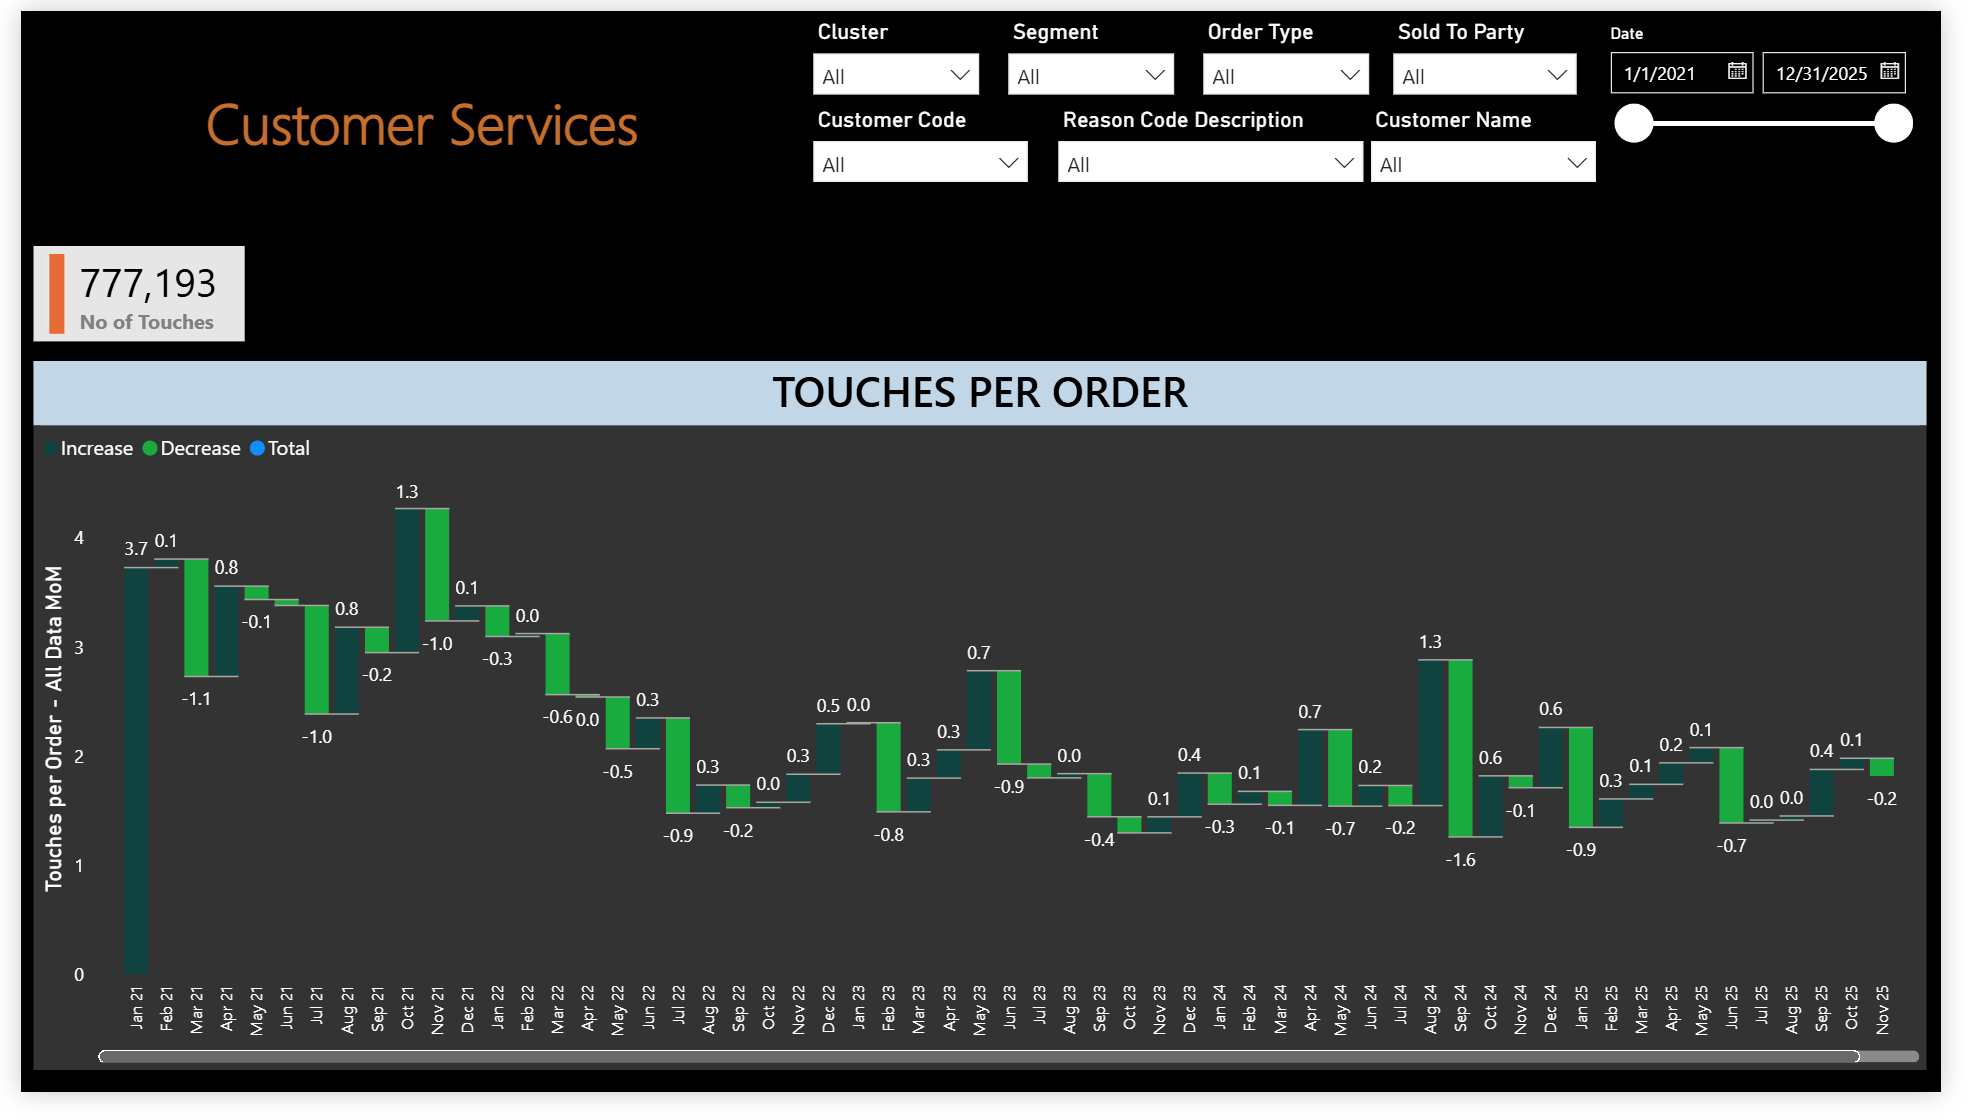 Cluster Segment Order Type Sold To Party Date
All All All All 1/1/2021 12/31/2025
Customer Services
Customer Code Reason Code Description Customer Name
All All All
777,193
No of Touches
TOUCHES PER ORDER
Increase Decrease Total
Touches per Order - All Data MoM
4
3
2
1
0
3.7 0.1 -1.1 0.8 -0.1 -1.0 0.8 -0.2 1.3 -1.0 0.1 -0.3 0.0 -0.6 0.0 -0.5 0.3 -0.9 0.3 -0.2 0.0 0.3 0.5 0.0 -0.8 0.3 0.3 0.7 -0.9 0.0 -0.4 0.1 0.4 -0.3 0.1 -0.1 0.7 -0.7 0.2 -0.2 1.3 -1.6 0.6 -0.1 0.6 -0.9 0.3 0.1 0.2 0.1 -0.7 0.0 0.0 0.4 0.1 -0.2
Jan 21 Feb 21 Mar 21 Apr 21 May 21 Jun 21 Jul 21 Aug 21 Sep 21 Oct 21 Nov 21 Dec 21 Jan 22 Feb 22 Mar 22 Apr 22 May 22 Jun 22 Jul 22 Aug 22 Sep 22 Oct 22 Nov 22 Dec 22 Jan 23 Feb 23 Mar 23 Apr 23 May 23 Jun 23 Jul 23 Aug 23 Sep 23 Oct 23 Nov 23 Dec 23 Jan 24 Feb 24 Mar 24 Apr 24 May 24 Jun 24 Jul 24 Aug 24 Sep 24 Oct 24 Nov 24 Dec 24 Jan 25 Feb 25 Mar 25 Apr 25 May 25 Jun 25 Jul 25 Aug 25 Sep 25 Oct 25 Nov 25